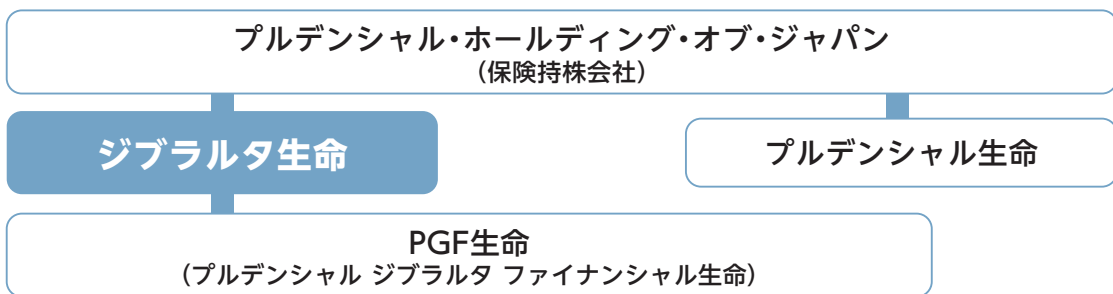 プルデンシャル・ホールディング・オブ・ジャパン
（保険持株会社）
ジブラルタ生命
プルデンシャル生命
PGF生命
（プルデンシャル ジブラルタ ファイナンシャル生命）